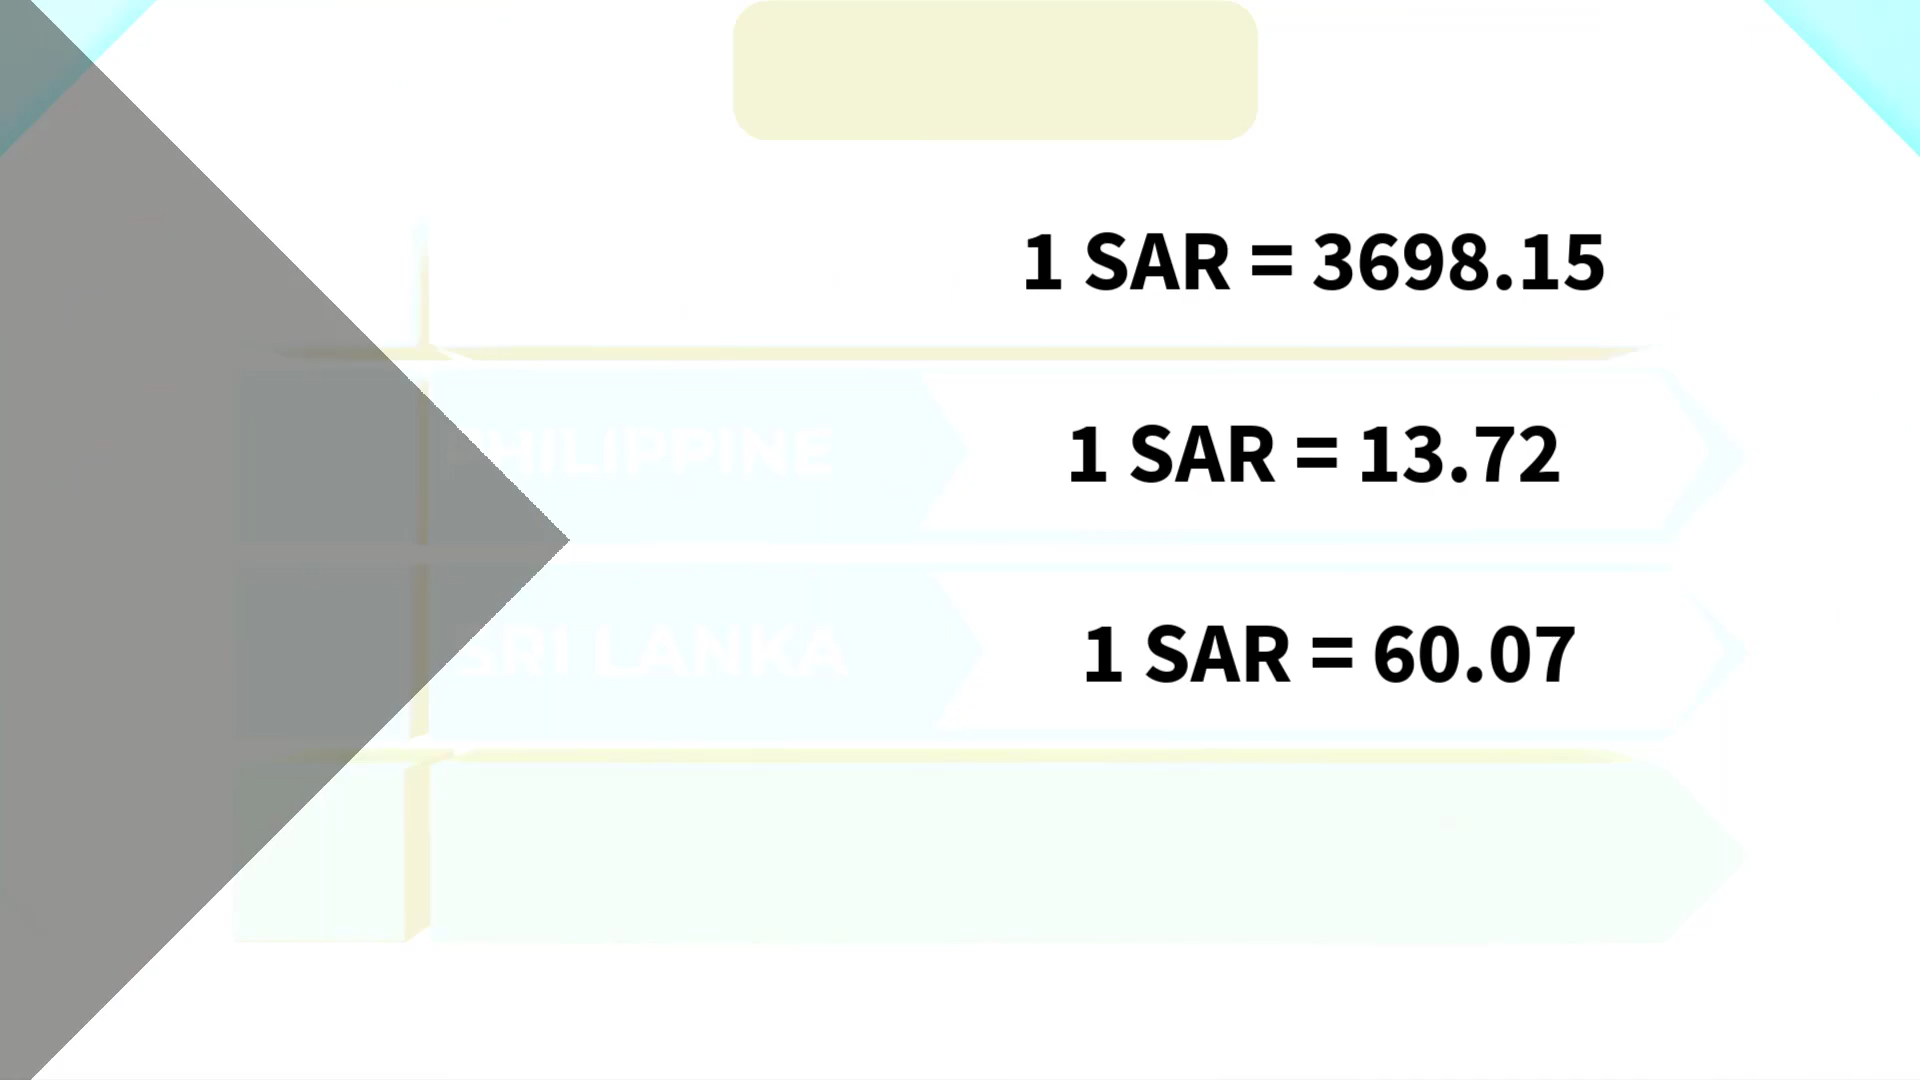 1 SAR = 3698.15
PHILIPPINE
1 SAR = 13.72
SRI LANKA
1 SAR = 60.07